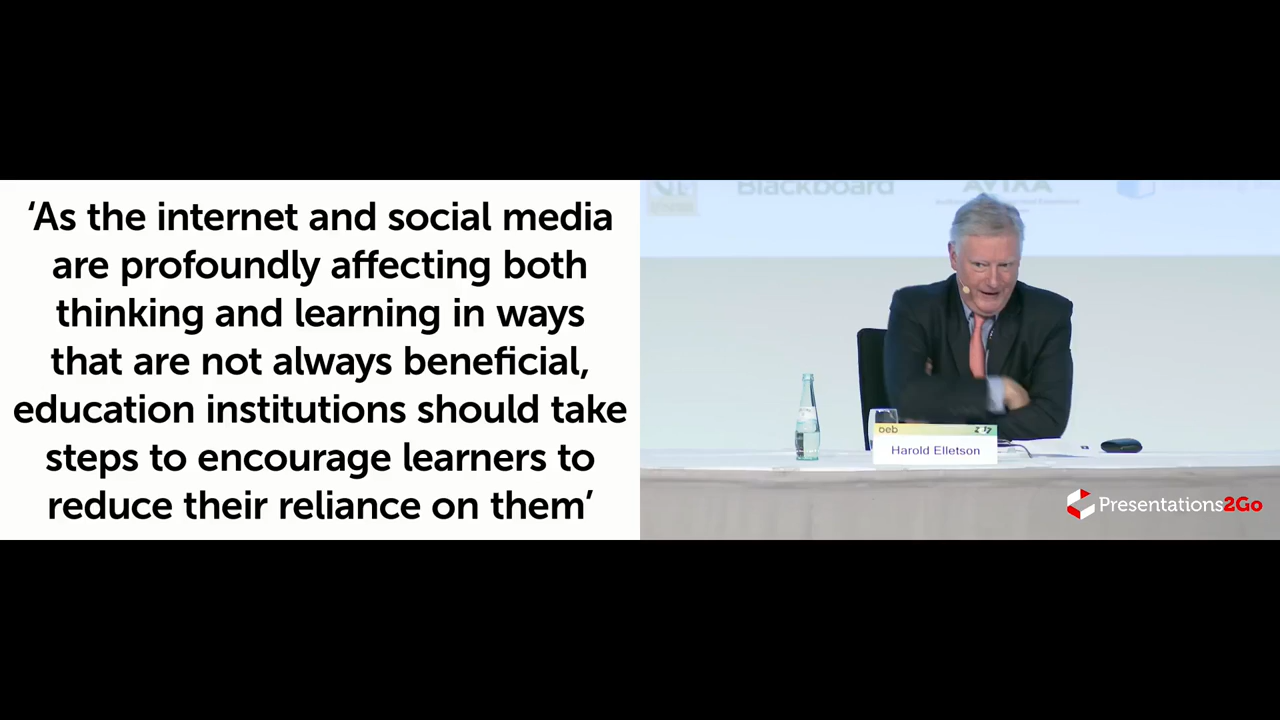 ‘As the internet and social media
are profoundly affecting both
thinking and learning in ways
that are not always beneficial,
education institutions should take
steps to encourage learners to
reduce their reliance on them’
Blackboard
AVIXA
oeb
Harold Elletson
Presentations2Go